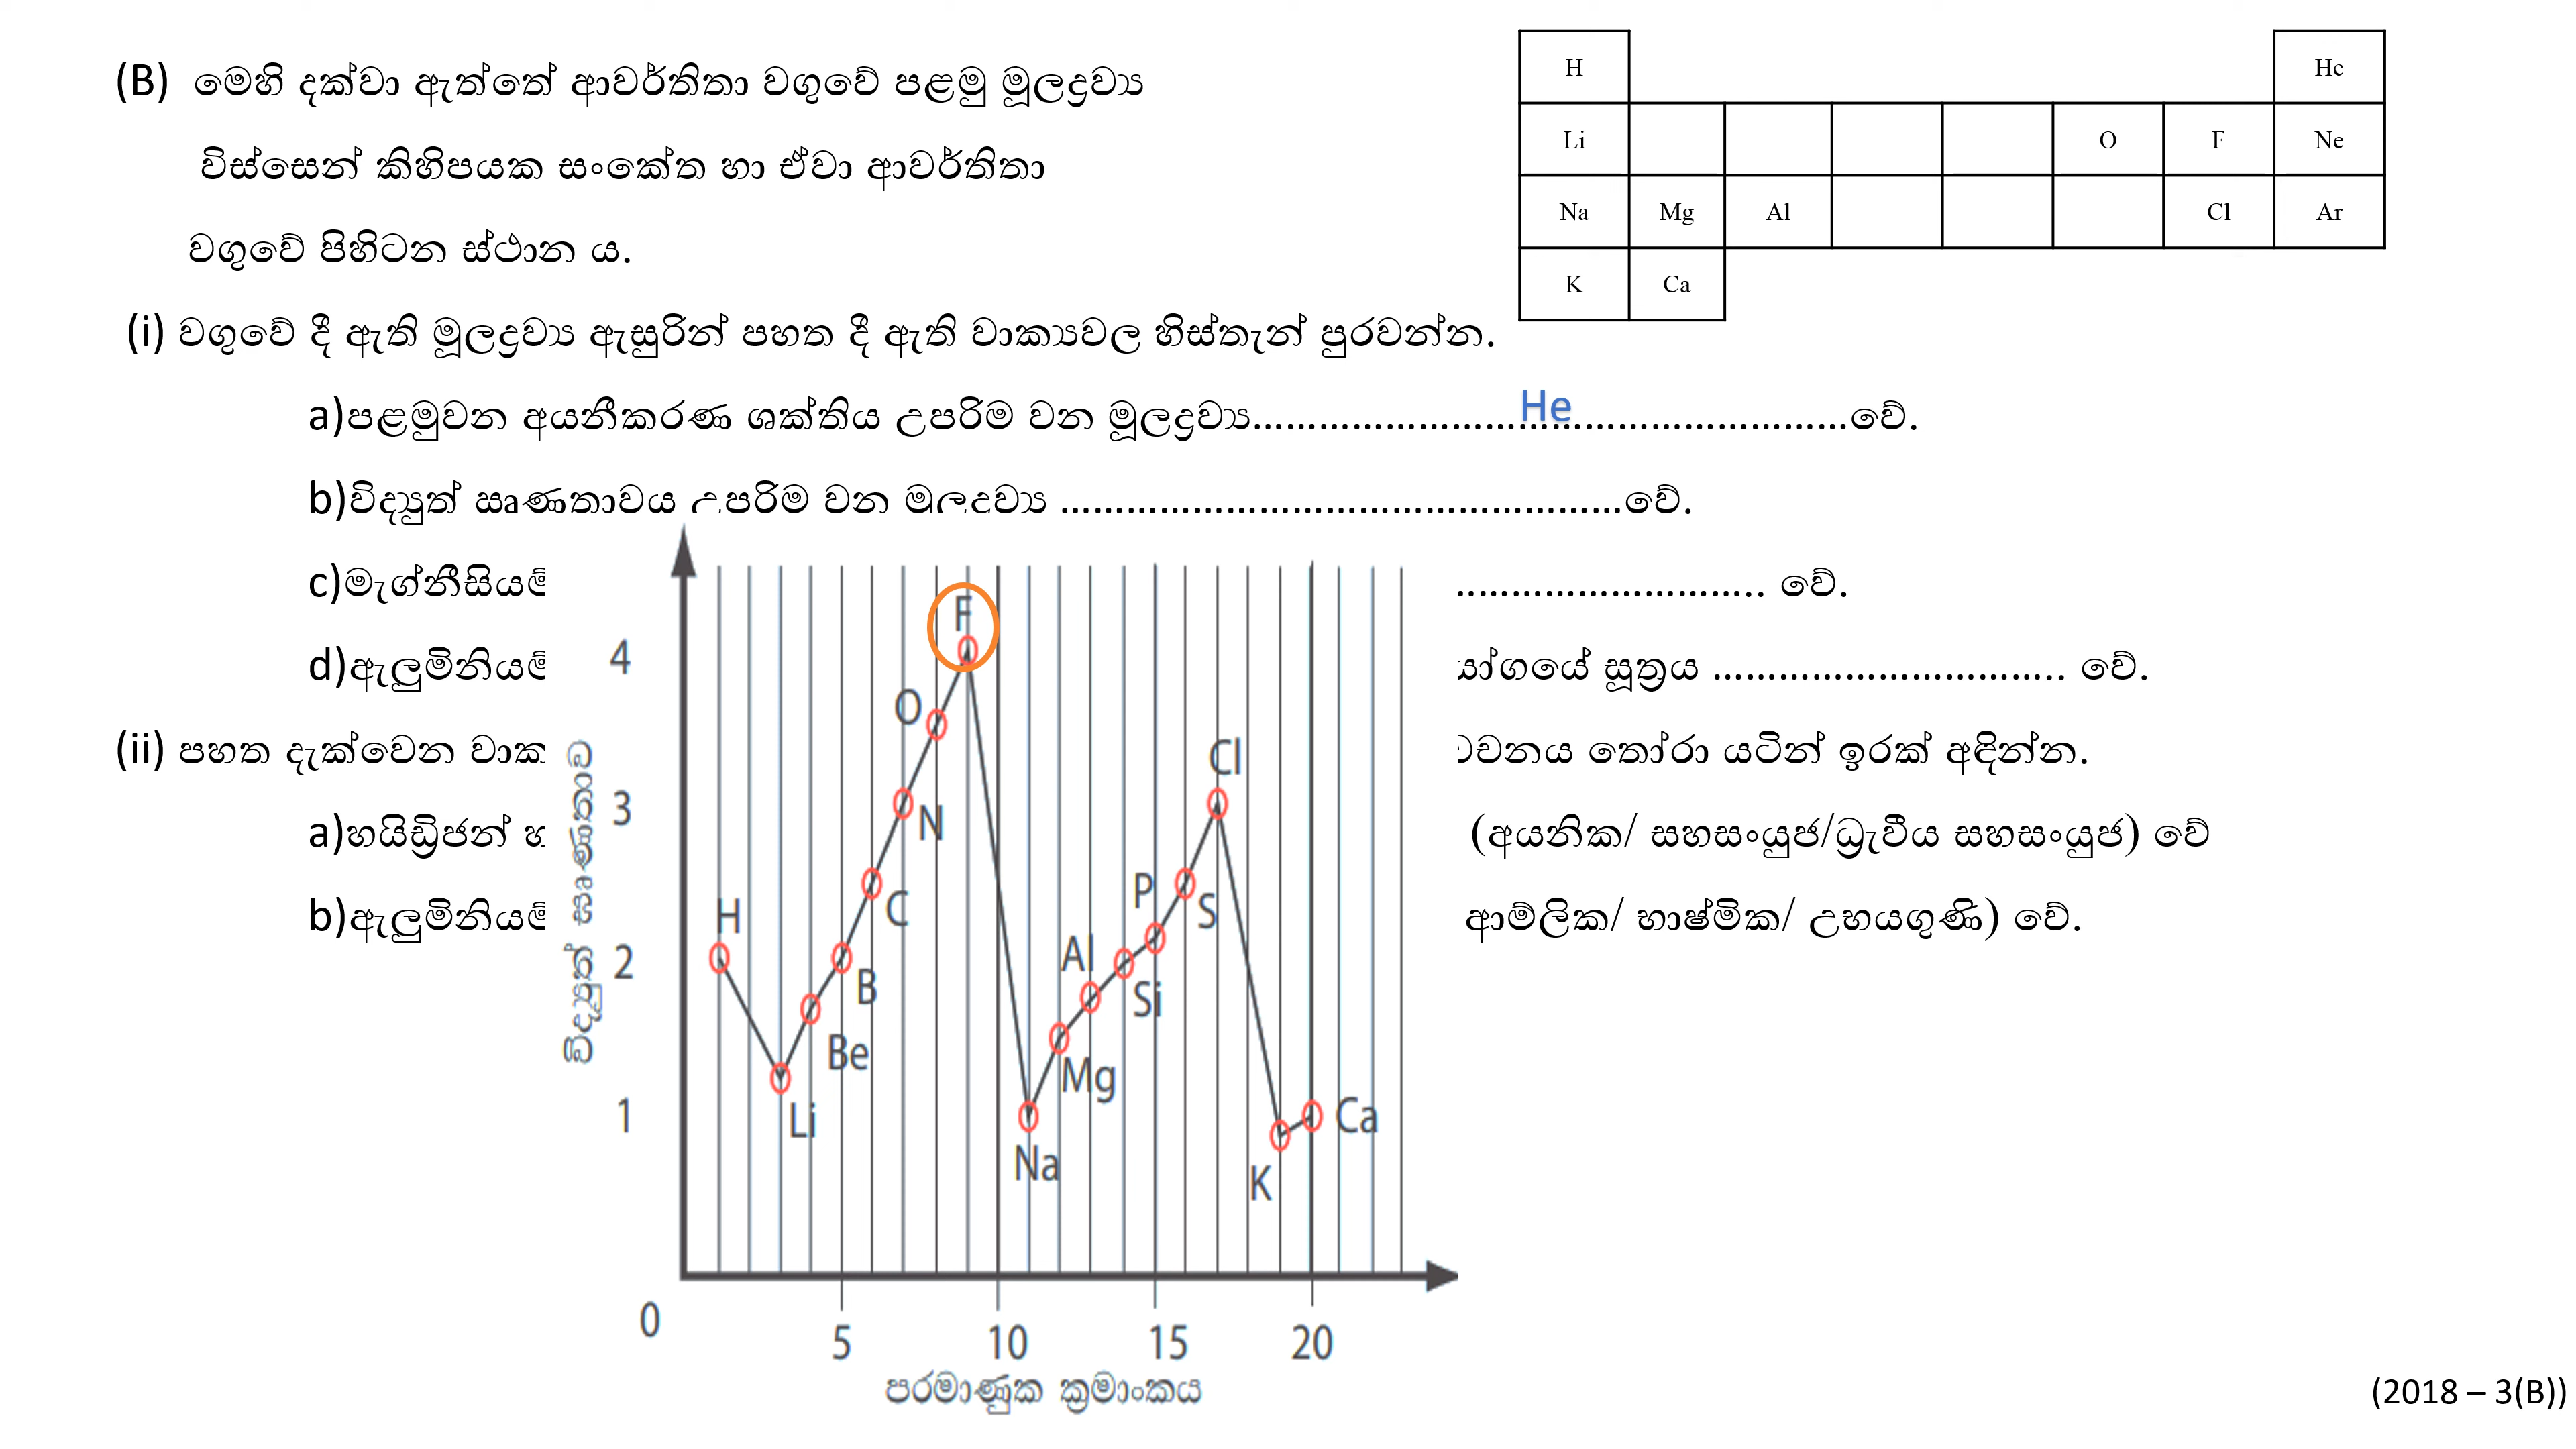 (B) මෙහි දක්වා ඇත්තේ ආවර්තිතා වගුවේ පළමු මූලද්‍රව්‍ය
විස්සෙන් කිහිපයක සංකේත හා ඒවා ආවර්තිතා
වගුවේ පිහිටන ස්ථාන ය.
H He
Li O F Ne
Na Mg Al Cl Ar
K Ca
(i) වගුවේ දී ඇති මූලද්‍රව්‍ය ඇසුරින් පහත දී ඇති වාක්‍යවල හිස්තැන් පුරවන්න.
a)පළමුවන අයනීකරණ ශක්තිය උපරිම වන මූලද්‍රව්‍ය.......................He.......................වේ.
b)විද්‍යුත් ඍණතාවය උපරිම වන මූලද්‍රව්‍ය ..................................................වේ.
c)මැග්නීසියම් ............................ වේ.
d)ඇලුමිනියම් සූත්‍රය ................................ වේ.
(ii) පහත දැක්වෙන වචනය තෝරා යටින් ඉරක් අඳින්න.
a)හයිඩ්‍රිජන් (අයනික/ සහසංයුජ/ධ්‍රැවීය සහසංයුජ) වේ
b)ඇලුමිනියම් ආම්ලික/ භාෂ්මික/ උභයගුණි) වේ.
විද්‍යුත් ඍණතාව
4
3
2
1
0
F
O
Cl
N
P
C
S
H
Al
B
Si
Be
Mg
Li
Ca
Na
K
5 10 15 20
පරමාණුක ක්‍රමාංකය
(2018 – 3(B))